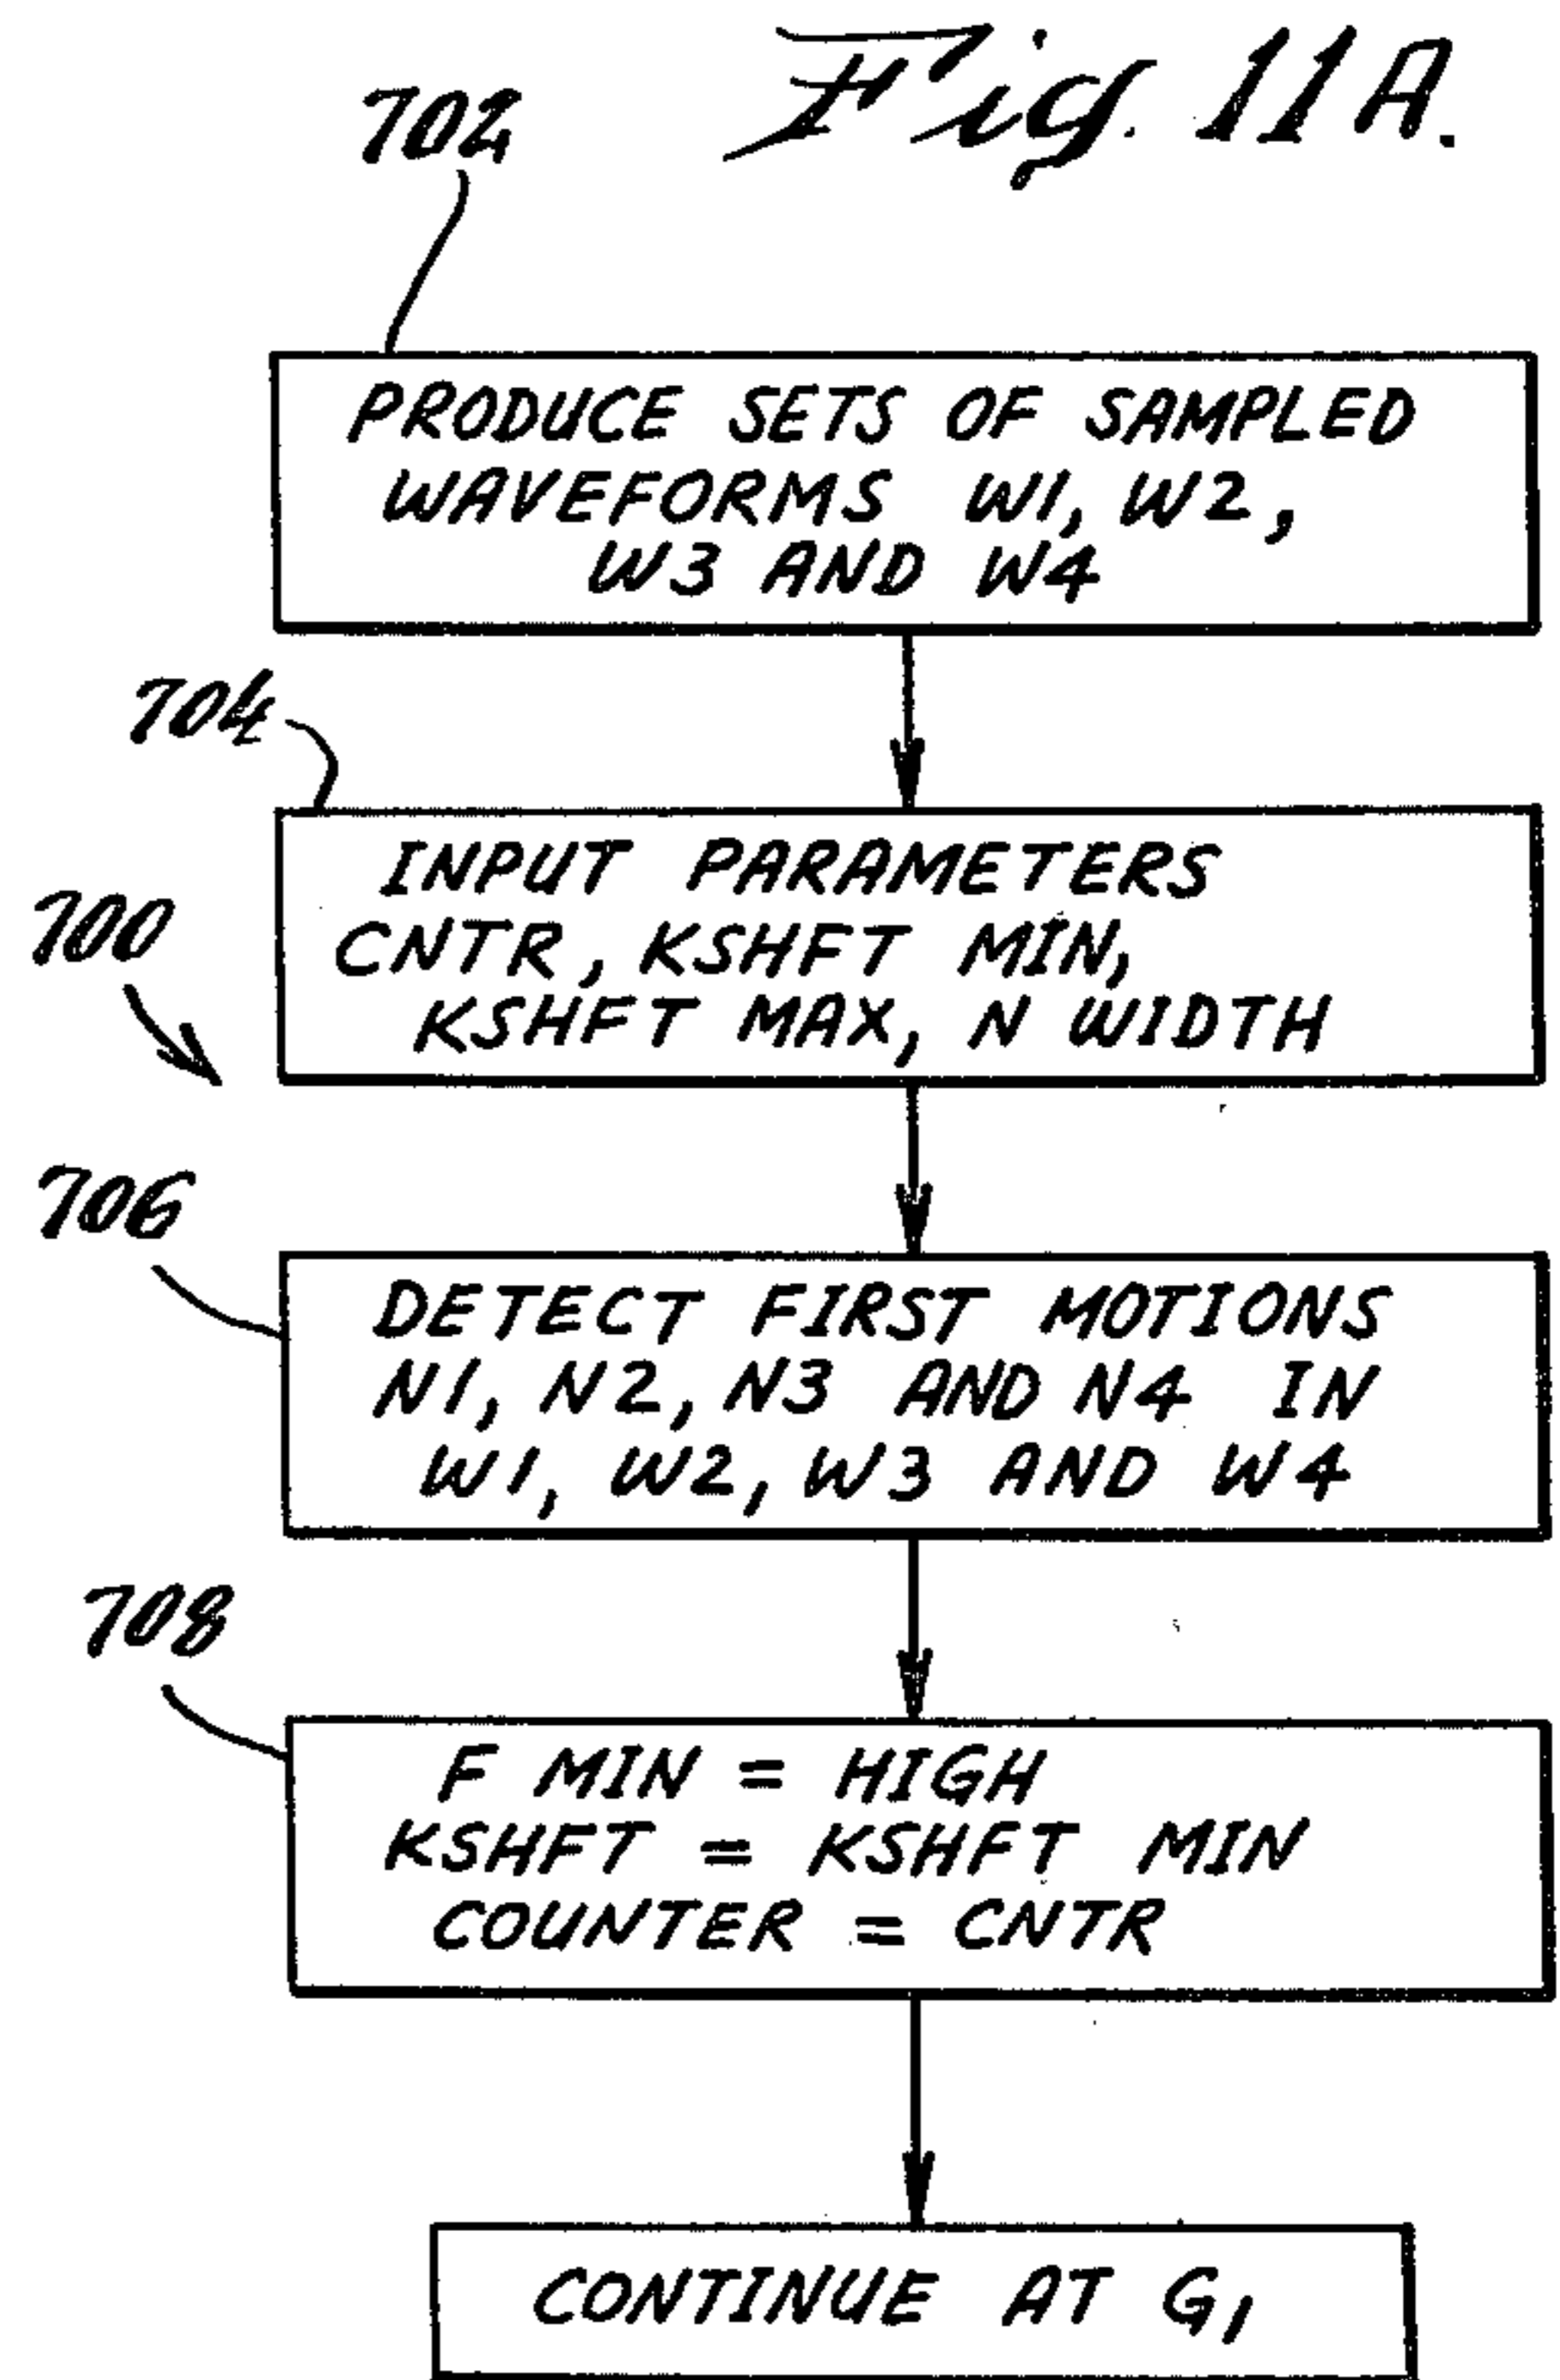 Fig. 11A.
702
PRODUCE SETS OF SAMPLED
WAVEFORMS W1, W2,
W3 AND W4
704
INPUT PARAMETERS
CNTR, KSHFT MIN,
KSHFT MAX, N WIDTH
700
706
DETECT FIRST MOTIONS
N1, N2, N3 AND N4 IN
W1, W2, W3 AND W4
708
F MIN = HIGH
KSHFT = KSHFT MIN
COUNTER = CNTR
CONTINUE AT G1